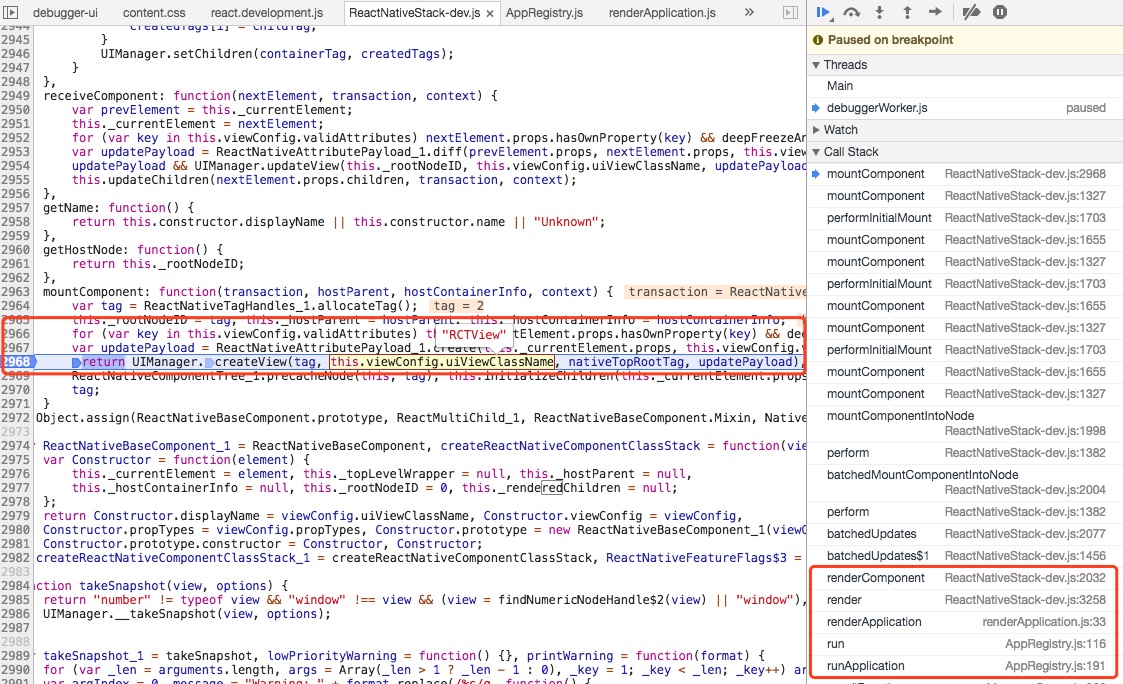 debugger-ui content.css react.development.js ReactNativeStack-dev.js × AppRegistry.js renderApplication.js »
2944 createdTags[i] = childTag;
2945 }
2946 UIManager.setChildren(containerTag, createdTags);
2947 }
2948 },
2949 receiveComponent: function(nextElement, transaction, context) {
2950 var prevElement = this._currentElement;
2951 this._currentElement = nextElement;
2952 for (var key in this.viewConfig.validAttributes) nextElement.props.hasOwnProperty(key) && deepFreezeAn
2953 var updatePayload = ReactNativeAttributePayload_1.diff(prevElement.props, nextElement.props, this.view
2954 updatePayload && UIManager.updateView(this._rootNodeID, this.viewConfig.uiViewClassName, updatePayload
2955 this.updateChildren(nextElement.props.children, transaction, context);
2956 },
2957 getName: function() {
2958 return this.constructor.displayName || this.constructor.name || "Unknown";
2959 },
2960 getHostNode: function() {
2961 return this._rootNodeID;
2962 },
2963 mountComponent: function(transaction, hostParent, hostContainerInfo, context) { transaction = ReactNative
2964 var tag = ReactNativeTagHandles_1.allocateTag(); tag = 2
2965 this._rootNodeID = tag, this._hostParent = hostParent, this._hostContainerInfo = hostContainerInfo,
2966 for (var key in this.viewConfig.validAttributes) t "RCTView" tElement.props.hasOwnProperty(key) && de
2967 var updatePayload = ReactNativeAttributePayload_1.create(this._currentElement.props, this.viewConfig.
2968 return UIManager.createView(tag, this.viewConfig.uiViewClassName, nativeTopRootTag, updatePayload),
2969 ReactNativeComponentTree_1.precacheNode(this, tag), this.initializeChildren(this._currentElement.props
2970 tag;
2971 }
2972 Object.assign(ReactNativeBaseComponent.prototype, ReactMultiChild_1, ReactNativeBaseComponent.Mixin, Native
2973
2974 ReactNativeBaseComponent_1 = ReactNativeBaseComponent, createReactNativeComponentClassStack = function(vie
2975 var Constructor = function(element) {
2976 this._currentElement = element, this._topLevelWrapper = null, this._hostParent = null,
2977 this._hostContainerInfo = null, this._rootNodeID = 0, this._renderedChildren = null;
2978 };
2979 return Constructor.displayName = viewConfig.uiViewClassName, Constructor.viewConfig = viewConfig,
2980 Constructor.propTypes = viewConfig.propTypes, Constructor.prototype = new ReactNativeBaseComponent_1(viewC
2981 Constructor.prototype.constructor = Constructor, Constructor;
2982 createReactNativeComponentClassStack_1 = createReactNativeComponentClassStack, ReactNativeFeatureFlags$3 =
2983
2984 ction takeSnapshot(view, options) {
2985 return "number" != typeof view && "window" !== view && (view = findNumericNodeHandle$2(view) || "window"),
2986 UIManager.__takeSnapshot(view, options);
2987
2988
2989 takeSnapshot_1 = takeSnapshot, lowPriorityWarning = function() {}, printWarning = function(format) {
2990 for (var _len = arguments.length, args = Array(_len > 1 ? _len - 1 : 0), _key = 1; _key < _len; _key++) ar
2991 var argIndex = 0, message = "Warning: " + format.replace(/%s/g, function() {
Paused on breakpoint
Threads
Main
debuggerWorker.js paused
Watch
Call Stack
mountComponent ReactNativeStack-dev.js:2968
mountComponent ReactNativeStack-dev.js:1327
performInitialMount ReactNativeStack-dev.js:1703
mountComponent ReactNativeStack-dev.js:1655
mountComponent ReactNativeStack-dev.js:1327
performInitialMount ReactNativeStack-dev.js:1703
mountComponent ReactNativeStack-dev.js:1655
mountComponent ReactNativeStack-dev.js:1327
performInitialMount ReactNativeStack-dev.js:1703
mountComponent ReactNativeStack-dev.js:1655
mountComponent ReactNativeStack-dev.js:1327
mountComponentIntoNode
ReactNativeStack-dev.js:1998
perform ReactNativeStack-dev.js:1382
batchedMountComponentIntoNode
ReactNativeStack-dev.js:2004
perform ReactNativeStack-dev.js:1382
batchedUpdates ReactNativeStack-dev.js:2077
batchedUpdates$1 ReactNativeStack-dev.js:1456
renderComponent ReactNativeStack-dev.js:2032
render ReactNativeStack-dev.js:3258
renderApplication renderApplication.js:33
run AppRegistry.js:116
runApplication AppRegistry.js:191